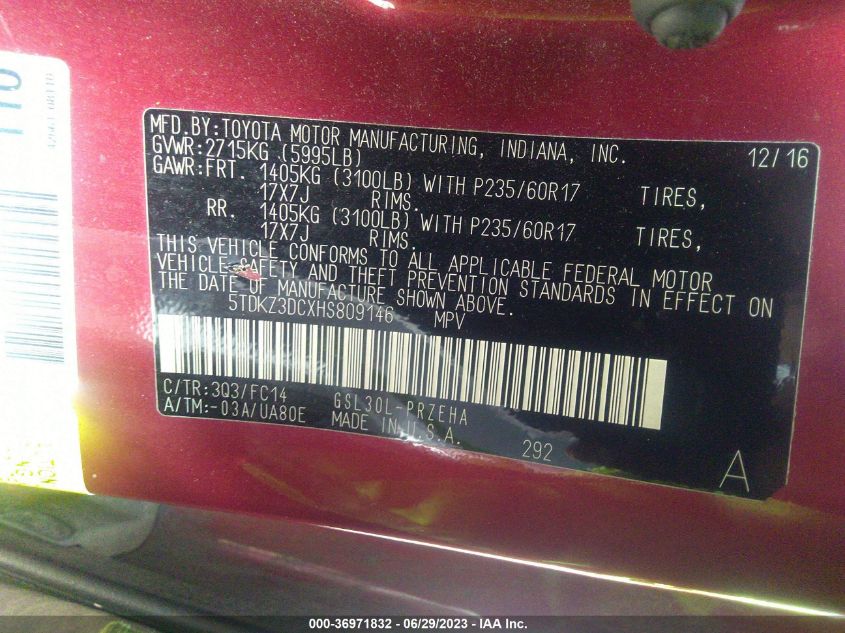 MFD.BY:TOYOTA MOTOR MANUFACTURING, INDIANA, INC. 12/16
GVWR:2715KG (5995LB)
GAWR:FRT. 1405KG (3100LB) WITH P235/60R17 TIRES,
17X7J RIMS.
RR. 1405KG (3100LB) WITH P235/60R17 TIRES,
17X7J RIMS.
THIS VEHICLE CONFORMS TO ALL APPLICABLE FEDERAL MOTOR
VEHICLE SAFETY AND THEFT PREVENTION STANDARDS IN EFFECT ON
THE DATE OF MANUFACTURE SHOWN ABOVE.
5TDKZ3DCXHS809146 MPV
C/TR:3Q3/FC14 GSL30L-PRZEHA
A/TM:-03A/UA80E MADE IN U.S.A. 292
A
000-36971832 - 06/29/2023 - IAA Inc.